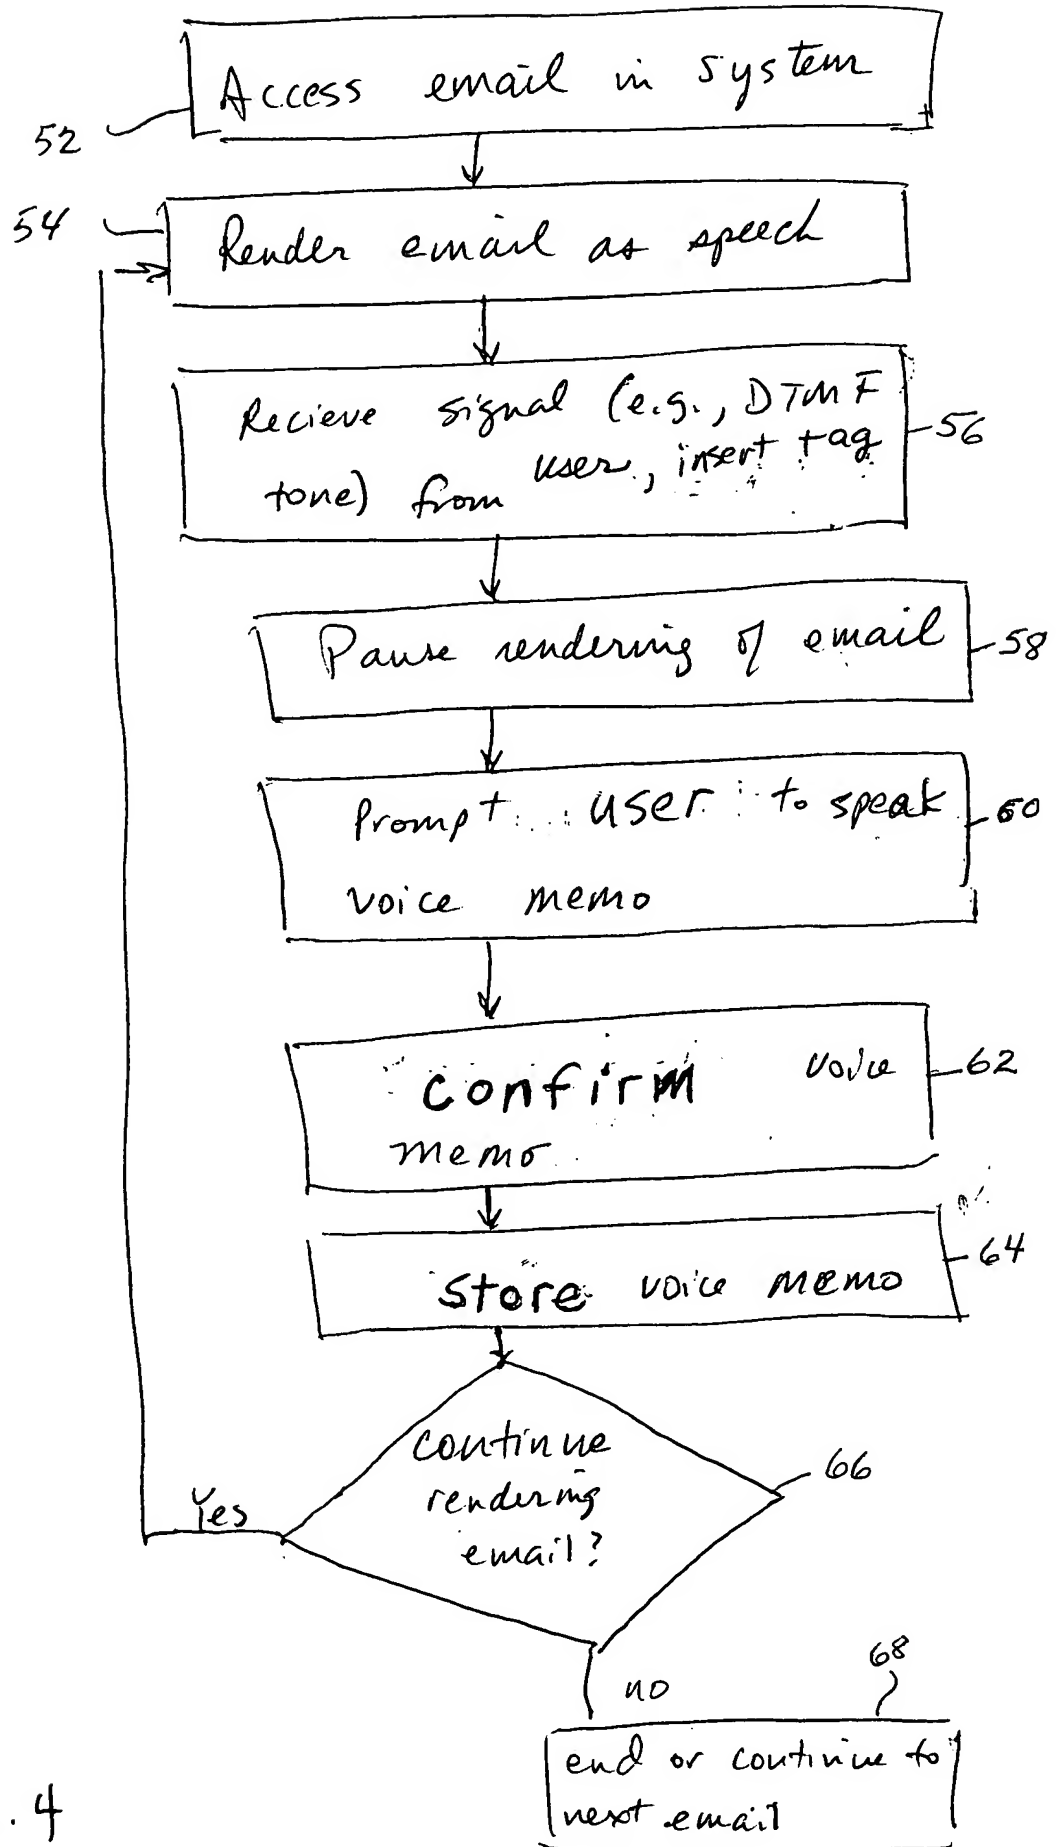 Access email in system
52
54
Render email as speech
Recieve signal (e.g., DTMF
tone) from user, insert tag
56
Pause rendering of email
58
Prompt user to speak
60
voice memo
confirm voice
62
memo
store voice memo
64
continue
rendering
email?
66
Yes
no
68
end or continue to
next email
. 4